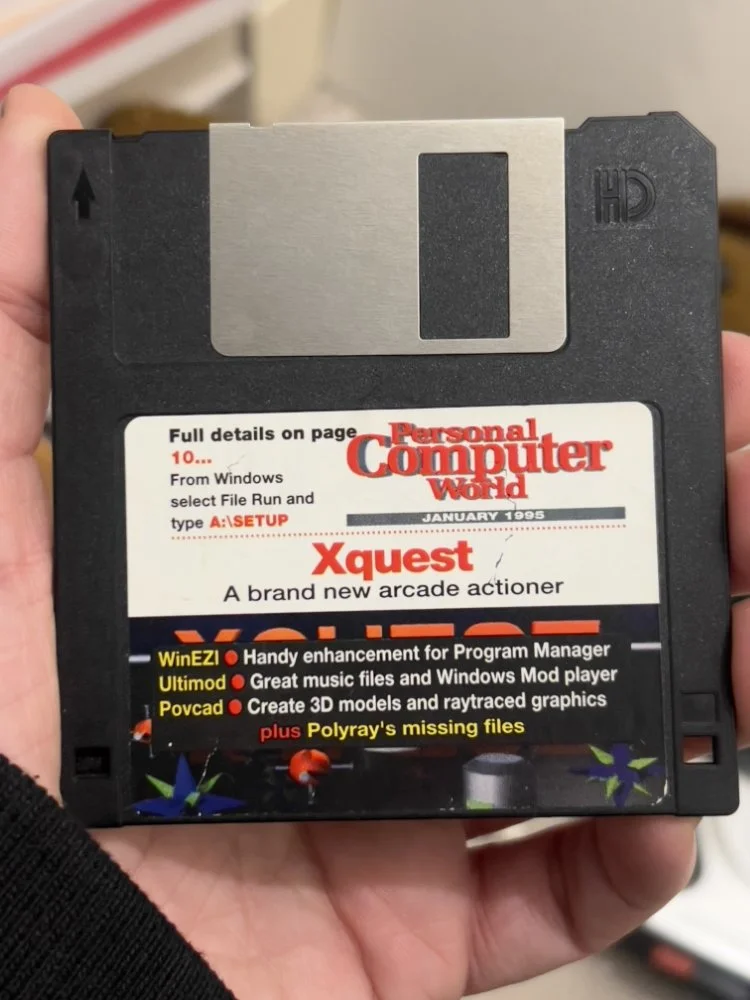 HD
Full details on page
10...
From Windows
select File Run and
type A:\SETUP
Personal
Computer
World
JANUARY 1995
Xquest
A brand new arcade actioner
XQUEST
WinEZI ● Handy enhancement for Program Manager
Ultimod ● Great music files and Windows Mod player
Povcad ● Create 3D models and raytraced graphics
plus Polyray's missing files